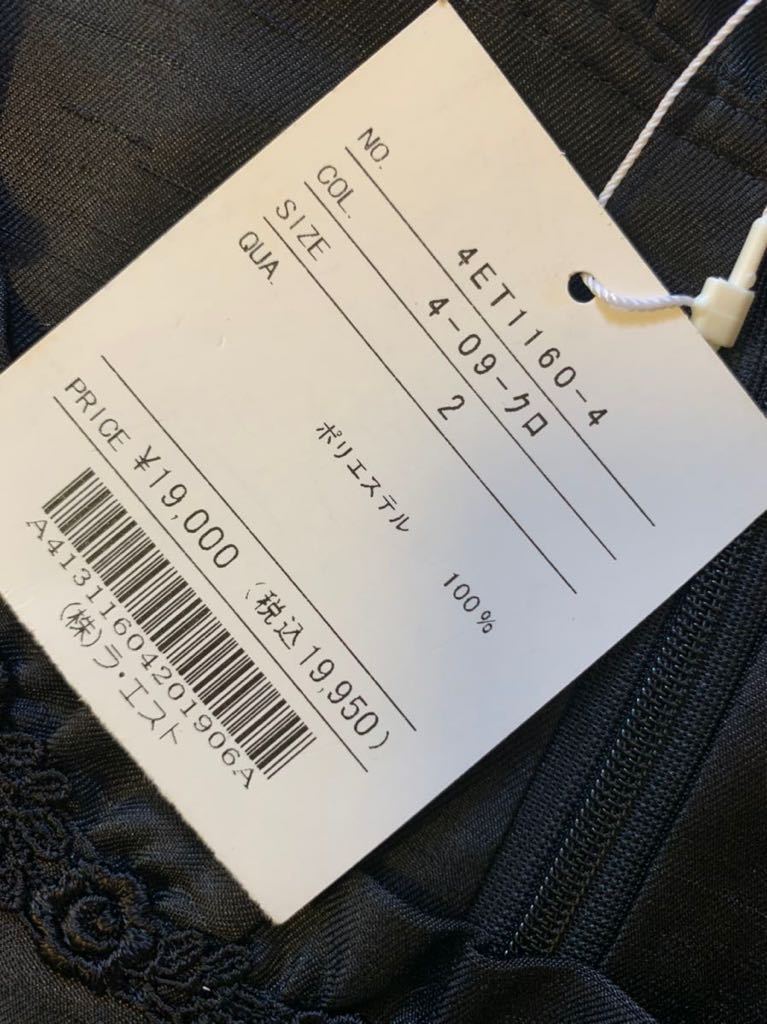 NO. 4ET1160-4
COL. 4-09-クロ
SIZE 2
QUA.
ポリエステル 100%
PRICE ¥19,000 (税込19,950)
A41311604201906A
(株)ラ・エスト